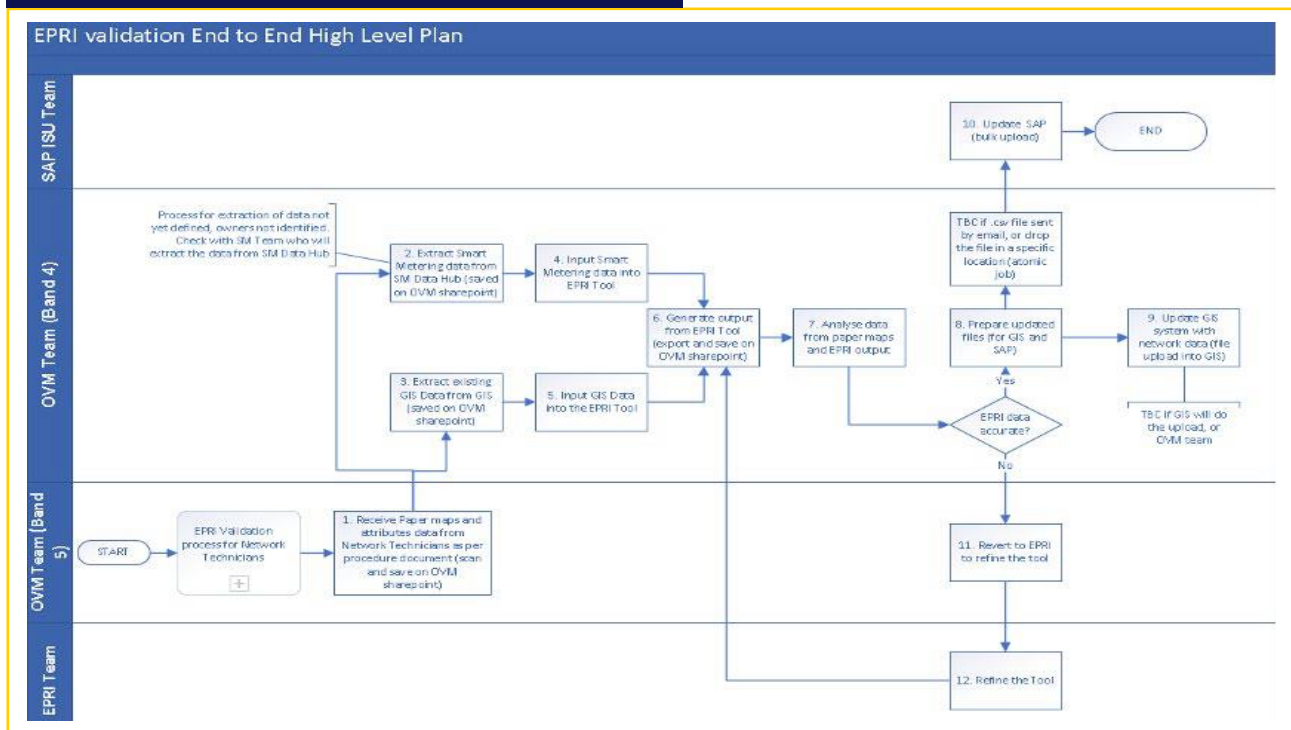 EPRI validation End to End High Level Plan
SAP ISU Team
10. Update SAP
(bulk upload)
END
OVM Team (Band 4)
Process for extraction of data not
yet defined, owners not identified.
Check with SM Team who will
extract the data from SM Data Hub
2. Extract Smart
Metering data from
SM Data Hub (saved
on OVM sharepoint)
4. Input Smart
Metering data into
EPRI Tool
3. Extract existing
GIS Data from GIS
(saved on OVM
sharepoint)
5. Input GIS Data
into the EPRI Tool
6. Generate output
from EPRI Tool
(export and save on
OVM sharepoint)
7. Analyse data
from paper maps
and EPRI output
TBC if .csv file sent
by email, or drop
the file in a specific
location (atomic
job)
8. Prepare updated
files (for GIS and
SAP)
9. Update GIS
system with
network data (file
upload into GIS)
TBC if GIS will do
the upload, or
OVM team
Yes
EPRI data
accurate?
No
OVM Team (Band
5)
START
EPRI Validation
process for Network
Technicians
1. Receive Paper maps and
attributes data from
Network Technicians as per
procedure document (scan
and save on OVM
sharepoint)
11. Revert to EPRI
to refine the tool
EPRI Team
12. Refine the Tool